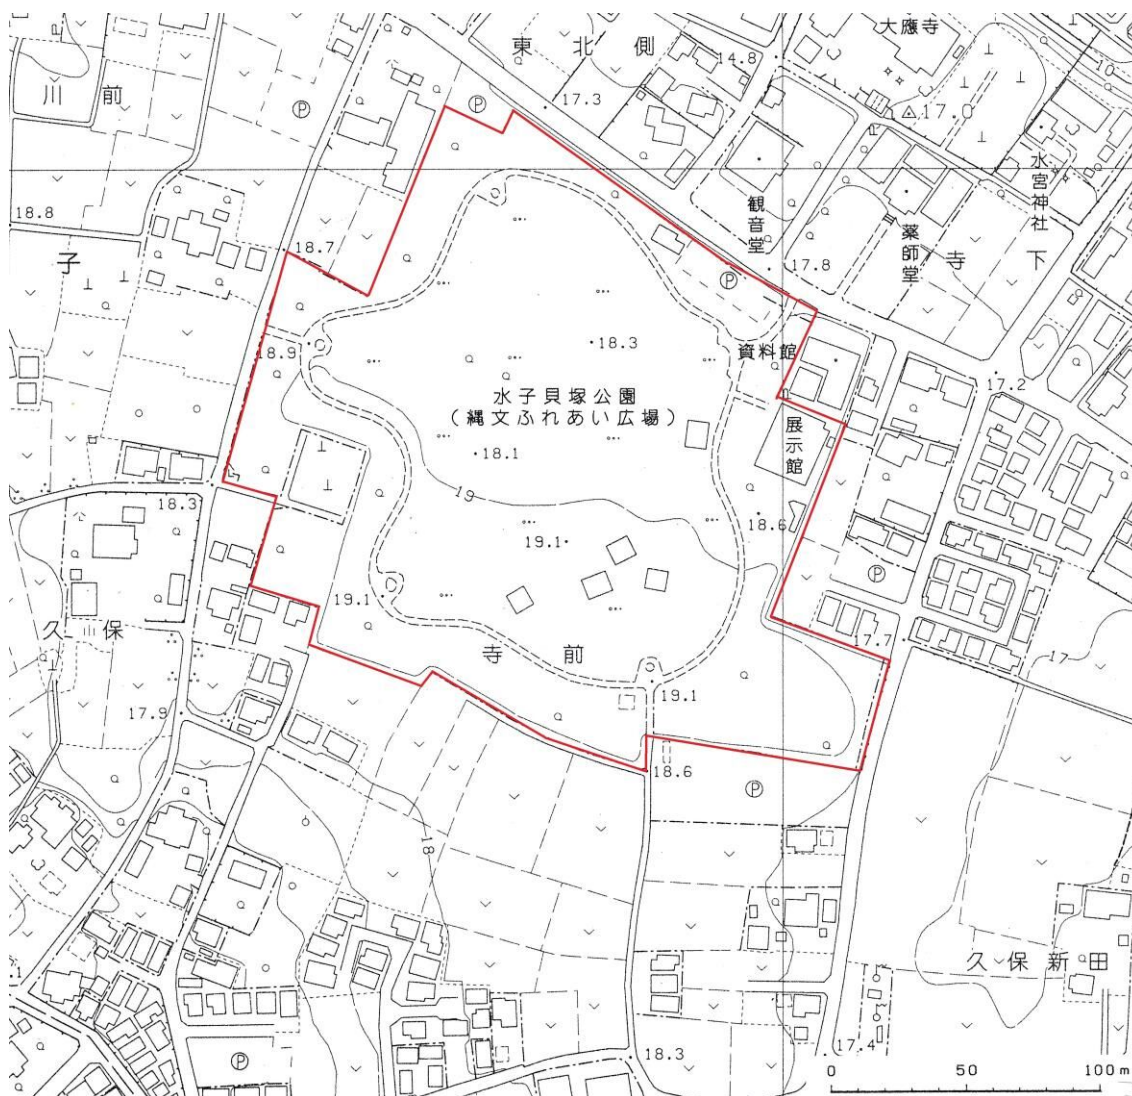 大應寺
東北側
14.8
川前
Ⓟ
Ⓟ
17.3
10
17.0
水宮神社
観音堂
薬師堂
寺下
18.8
18.7
子
17.8
Ⓟ
18.3
18.9
資料館
17.2
水子貝塚公園
(縄文ふれあい広場)
展示館
18.1
19
18.3
18.6
19.1
Ⓟ
19.1
久保
寺前
17.7
17
19.1
17.9
18.6
Ⓟ
18
久保新田
.1
17.4
18.3
Ⓟ
0 50 100m